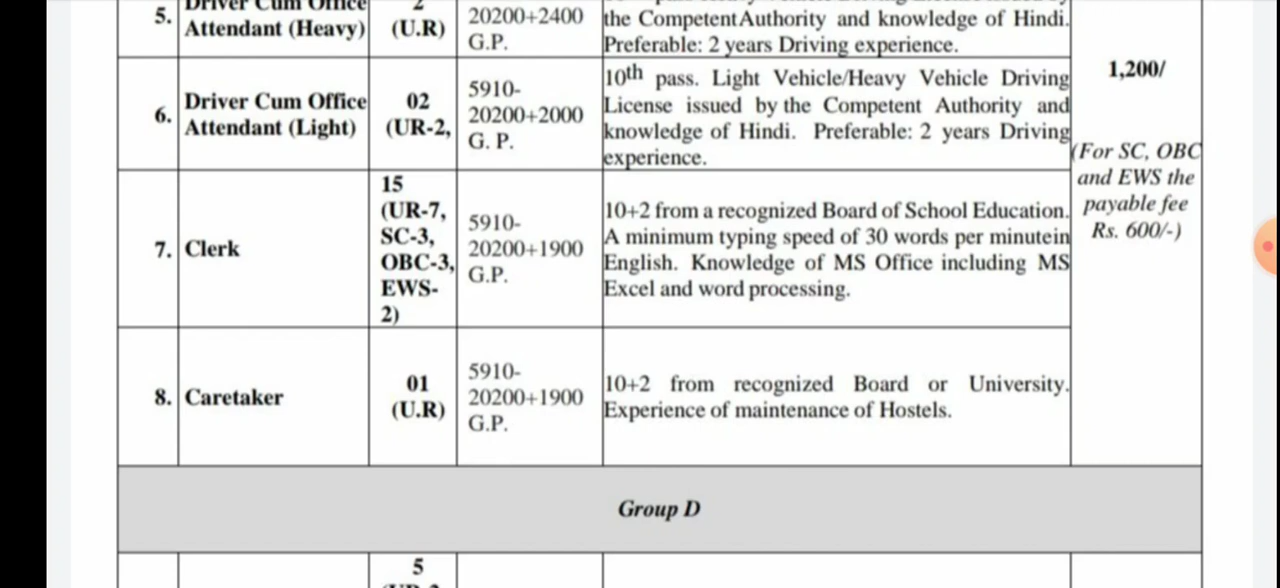 5.
Driver Cum Office
Attendant (Heavy)
2
(U.R)
20200+2400
G.P.
the Competent Authority and knowledge of Hindi.
Preferable: 2 years Driving experience.
1,200/
(For SC, OBC
and EWS the
payable fee
Rs. 600/-)
6.
Driver Cum Office
Attendant (Light)
02
(UR-2,
5910-
20200+2000
G. P.
10th pass. Light Vehicle/Heavy Vehicle Driving
License issued by the Competent Authority and
knowledge of Hindi. Preferable: 2 years Driving
experience.
7.
Clerk
15
(UR-7,
SC-3,
OBC-3,
EWS-
2)
5910-
20200+1900
G.P.
10+2 from a recognized Board of School Education.
A minimum typing speed of 30 words per minutein
English. Knowledge of MS Office including MS
Excel and word processing.
8.
Caretaker
01
(U.R)
5910-
20200+1900
G.P.
10+2 from recognized Board or University.
Experience of maintenance of Hostels.
Group D
5